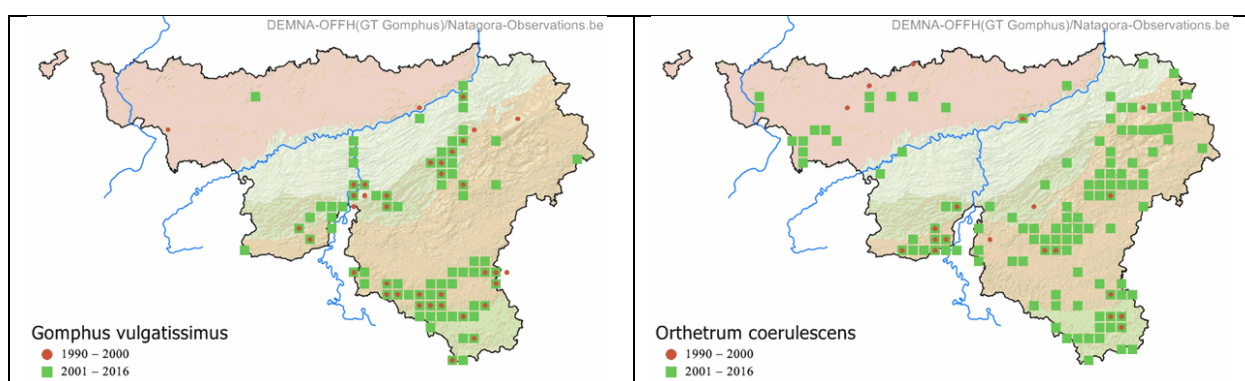 DEMNA-OFFH(GT Gomphus)/Natagora-Observations.be
Gomphus vulgatissimus
1990 – 2000
2001 – 2016
DEMNA-OFFH(GT Gomphus)/Natagora-Observations.be
Orthetrum coerulescens
1990 – 2000
2001 – 2016